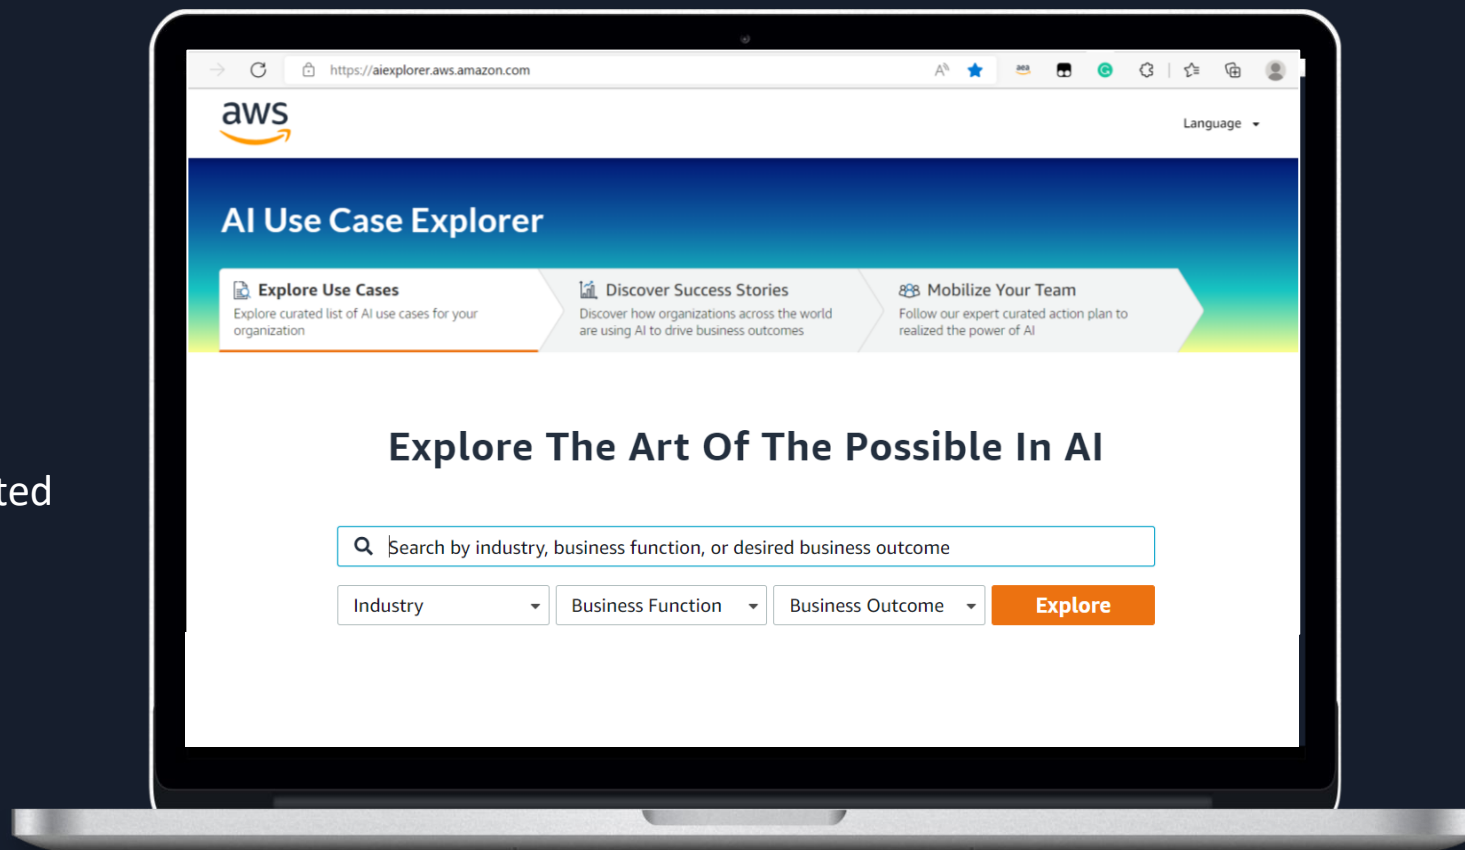 https://aiexplorer.aws.amazon.com
aws
Language
AI Use Case Explorer
Explore Use Cases
Explore curated list of AI use cases for your
organization
Discover Success Stories
Discover how organizations across the world
are using AI to drive business outcomes
Mobilize Your Team
Follow our expert curated action plan to
realized the power of AI
Explore The Art Of The Possible In AI
ted
Search by industry, business function, or desired business outcome
Industry
Business Function
Business Outcome
Explore